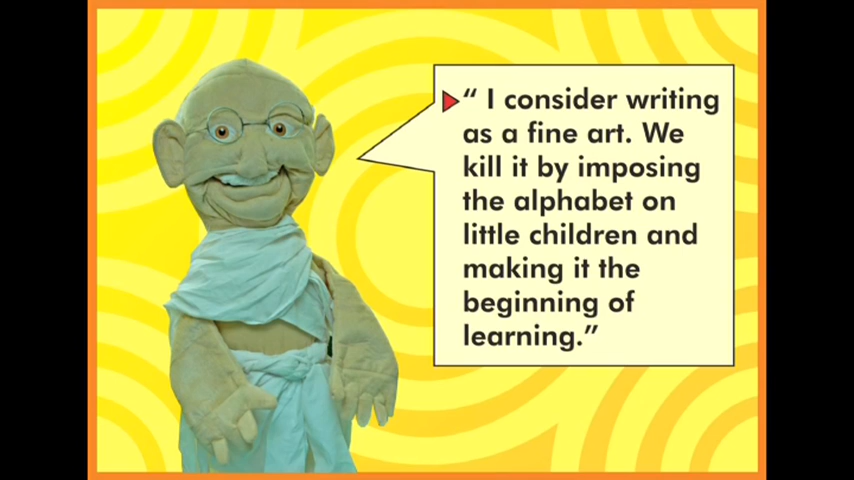 “ I consider writing
as a fine art. We
kill it by imposing
the alphabet on
little children and
making it the
beginning of
learning.”